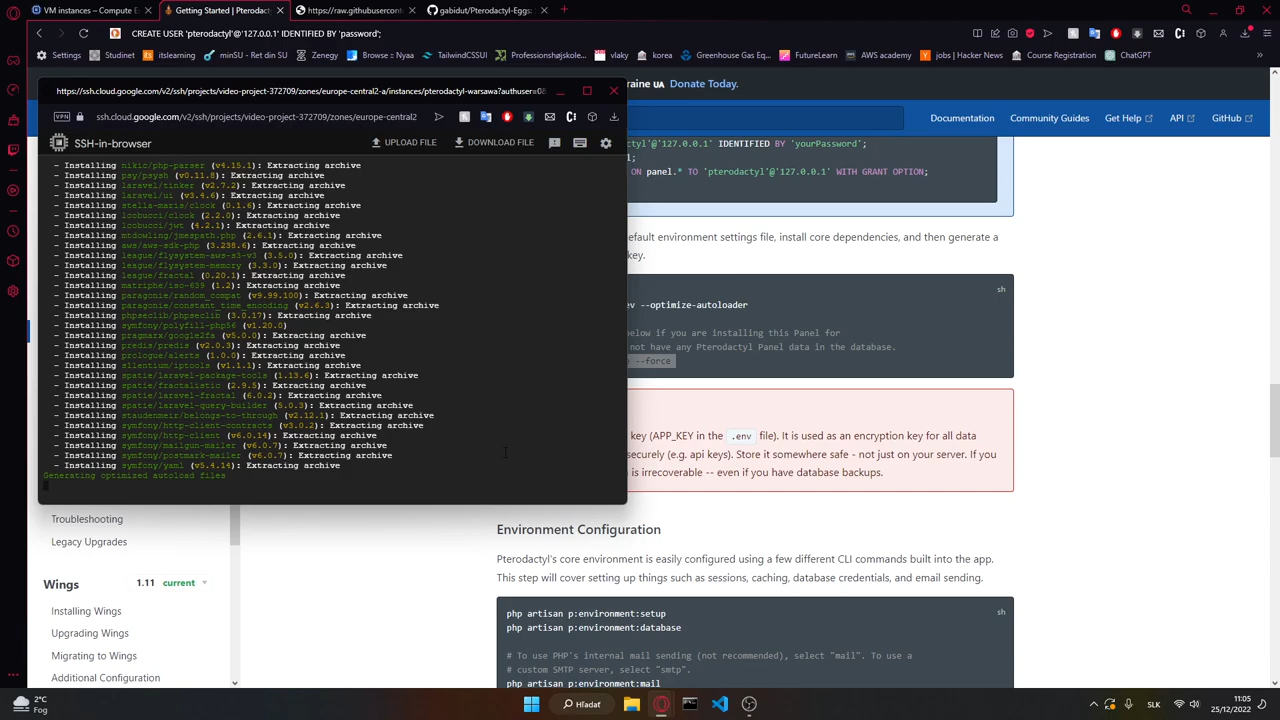 VM instances – Compute E
Getting Started | Pterodact
https://raw.githubusercont
gabidut/Pterodactyl-Eggs:
CREATE USER 'pterodactyl'@'127.0.0.1' IDENTIFIED BY 'password';
Settings
Studinet
itslearning
minSU - Ret din SU
Zenegy
Browse :: Nyaa
TailwindCSSUI
Studieprojekthøjskole
vlaky
korea
Greenhouse Gas Eq...
FutureLearn
AWS academy
jobs | Hacker News
Course Registration
ChatGPT
raine UA Donate Today.
https://ssh.cloud.google.com/v2/ssh/projects/video-project-372709/zones/europe-central2-a/instances/pterodactyl-warsawa?authuser=0&
VPN
ssh.cloud.google.com/v2/ssh/projects/video-project-372709/zones/europe-central2
SSH-in-browser
UPLOAD FILE
DOWNLOAD FILE
Documentation
Community Guides
Get Help
API
GitHub
- Installing nikic/php-parser (v4.15.1): Extracting archive
- Installing psy/psysh (v0.11.8): Extracting archive
- Installing laravel/tinker (v2.7.2): Extracting archive
- Installing laravel/ui (v3.4.6): Extracting archive
- Installing stella-maris/clock (0.1.6): Extracting archive
- Installing lcobucci/clock (2.2.0): Extracting archive
- Installing lcobucci/jwt (4.2.1): Extracting archive
- Installing mtdowling/jmespath.php (2.6.1): Extracting archive
- Installing aws/aws-sdk-php (3.238.6): Extracting archive
- Installing league/flysystem-aws-s3-v3 (3.5.0): Extracting archive
- Installing league/flysystem-memory (3.3.0): Extracting archive
- Installing league/fractal (0.20.1): Extracting archive
- Installing matriphe/iso-639 (1.2): Extracting archive
- Installing paragonie/random_compat (v9.99.100): Extracting archive
- Installing paragonie/constant_time_encoding (v2.6.3): Extracting archive
- Installing phpseclib/phpseclib (3.0.17): Extracting archive
- Installing symfony/polyfill-php56 (v1.20.0)
- Installing pragmarx/google2fa (v5.0.0): Extracting archive
- Installing predis/predis (v2.0.3): Extracting archive
- Installing prologue/alerts (1.0.0): Extracting archive
- Installing s1lentium/iptools (v1.1.1): Extracting archive
- Installing spatie/laravel-package-tools (1.13.6): Extracting archive
- Installing spatie/fractalistic (2.9.5): Extracting archive
- Installing spatie/laravel-fractal (6.0.2): Extracting archive
- Installing spatie/laravel-query-builder (5.0.3): Extracting archive
- Installing staudenmeir/belongs-to-through (v2.12.1): Extracting archive
- Installing symfony/http-client-contracts (v3.0.2): Extracting archive
- Installing symfony/http-client (v6.0.14): Extracting archive
- Installing symfony/mailgun-mailer (v6.0.7): Extracting archive
- Installing symfony/postmark-mailer (v6.0.7): Extracting archive
- Installing symfony/yaml (v5.4.14): Extracting archive
Generating optimized autoload files
ctyl'@'127.0.0.1' IDENTIFIED BY 'yourPassword';
l;
ON panel.* TO 'pterodactyl'@'127.0.0.1' WITH GRANT OPTION;
default environment settings file, install core dependencies, and then generate a
key.
sh
ev --optimize-autoloader
below if you are installing this Panel for
not have any Pterodactyl Panel data in the database.
e --force
key (APP_KEY in the .env file). It is used as an encryption key for all data
securely (e.g. api keys). Store it somewhere safe - not just on your server. If you
a is irrecoverable -- even if you have database backups.
Troubleshooting
Legacy Upgrades
Wings
1.11 current
Installing Wings
Upgrading Wings
Migrating to Wings
Additional Configuration
Environment Configuration
Pterodactyl's core environment is easily configured using a few different CLI commands built into the app.
This step will cover setting up things such as sessions, caching, database credentials, and email sending.
sh
php artisan p:environment:setup
php artisan p:environment:database
# To use PHP's internal mail sending (not recommended), select "mail". To use a
# custom SMTP server, select "smtp".
php artisan p:environment:mail
2°C
Fog
Hľadať
SLK
11:05
25/12/2022